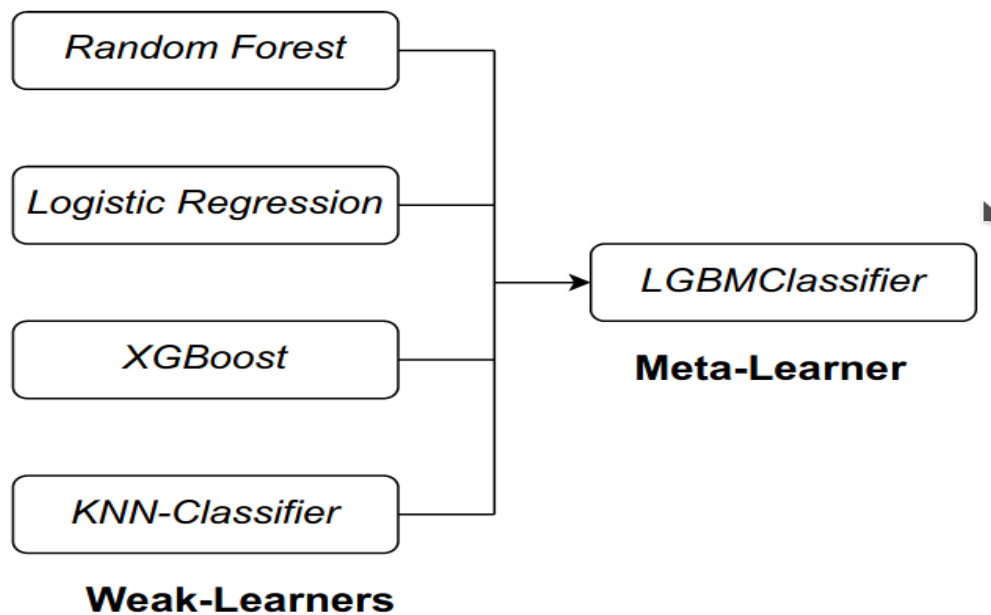 Random Forest
Logistic Regression
XGBoost
KNN-Classifier
Weak-Learners
LGBMClassifier
Meta-Learner